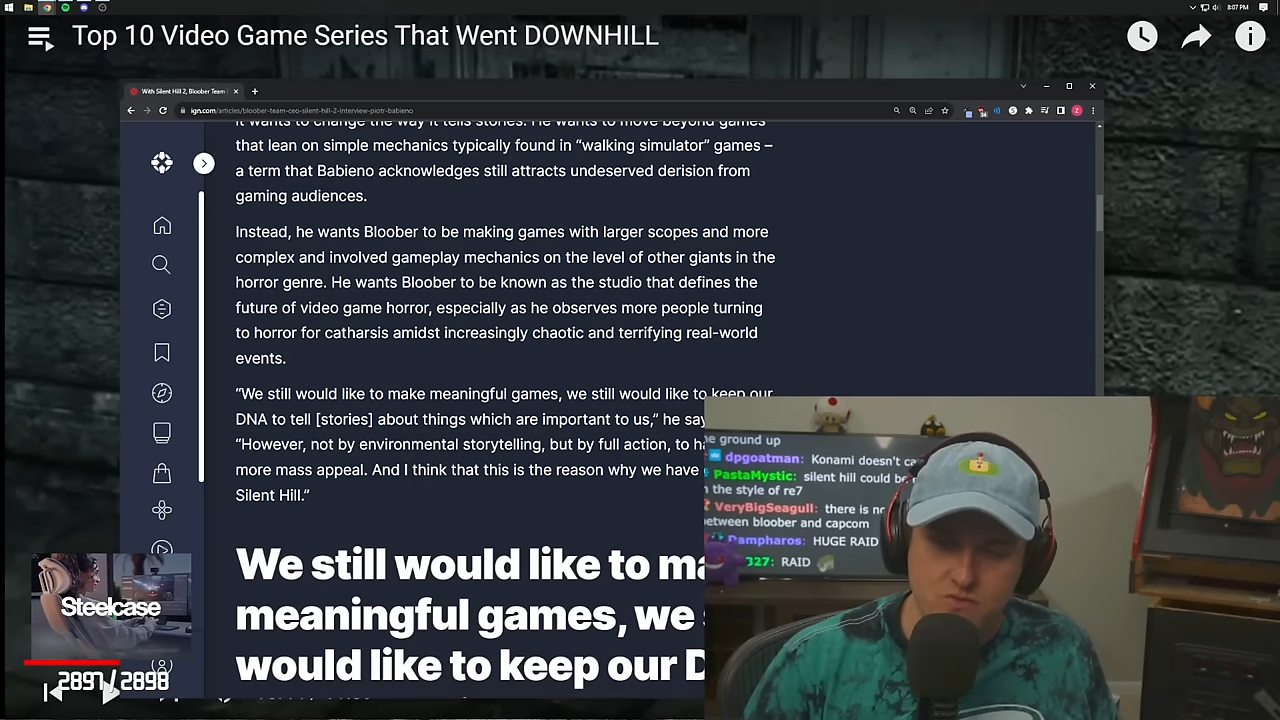 8:07 PM
Top 10 Video Game Series That Went DOWNHILL
With Silent Hill 2, Bloober Team
ign.com/articles/bloober-team-ceo-silent-hill-2-interview-piotr-babieno
it wants to change the way it tells stories. He wants to move beyond games
that lean on simple mechanics typically found in “walking simulator” games –
a term that Babieno acknowledges still attracts undeserved derision from
gaming audiences.
Instead, he wants Bloober to be making games with larger scopes and more
complex and involved gameplay mechanics on the level of other giants in the
horror genre. He wants Bloober to be known as the studio that defines the
future of video game horror, especially as he observes more people turning
to horror for catharsis amidst increasingly chaotic and terrifying real-world
events.
“We still would like to make meaningful games, we still would like to keep our
DNA to tell [stories] about things which are important to us,” he say
“However, not by environmental storytelling, but by full action, to ha
more mass appeal. And I think that this is the reason why we have
Silent Hill.”
We still would like to ma
meaningful games, we s
would like to keep our D
he ground up
dpgoatman: Konami doesn't ca
PastaMystic: silent hill could be
n the style of re7
VeryBigSeagull: there is no
between bloober and capcom
Dampharos: HUGE RAID
327: RAID
Steelcase
2897/2898